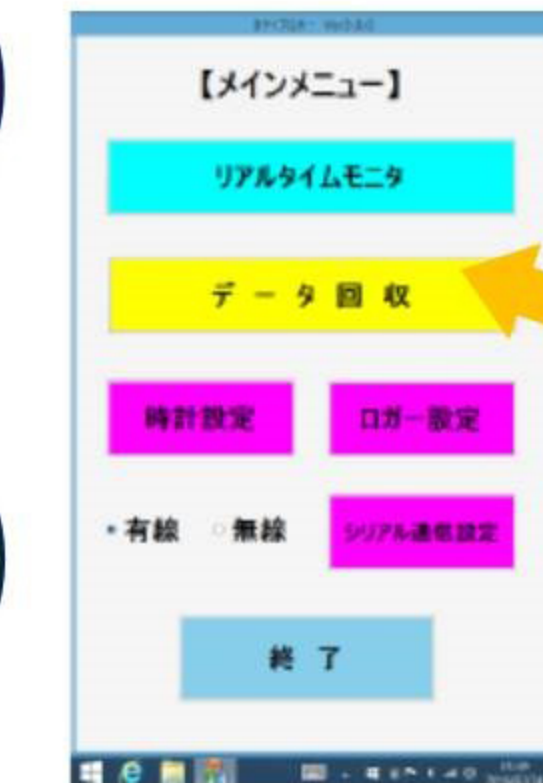 【メインメニュー】
リアルタイムモニタ
データ回収
時計設定 ロガー設定
有線 無線 シリアル通信設定
終了